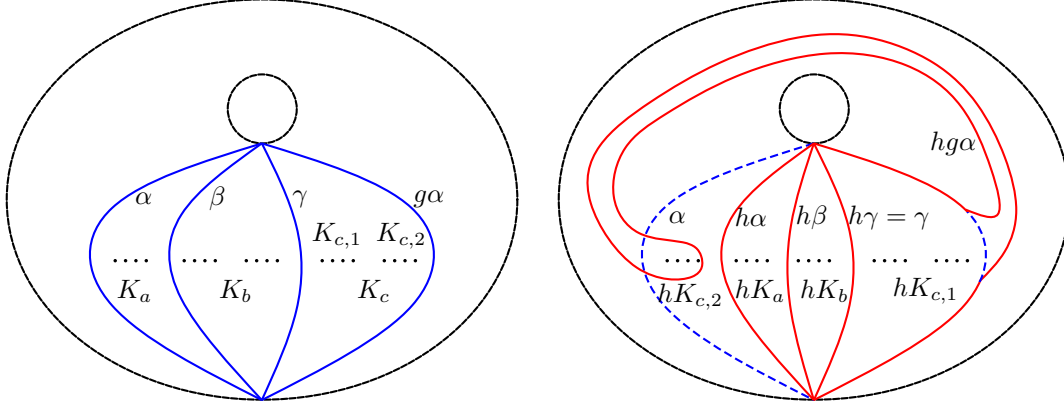 α β γ gα
K_{c,1} K_{c,2}
K_a K_b K_c
hgα
α hα hβ hγ = γ
hK_{c,2} hK_a hK_b hK_{c,1}